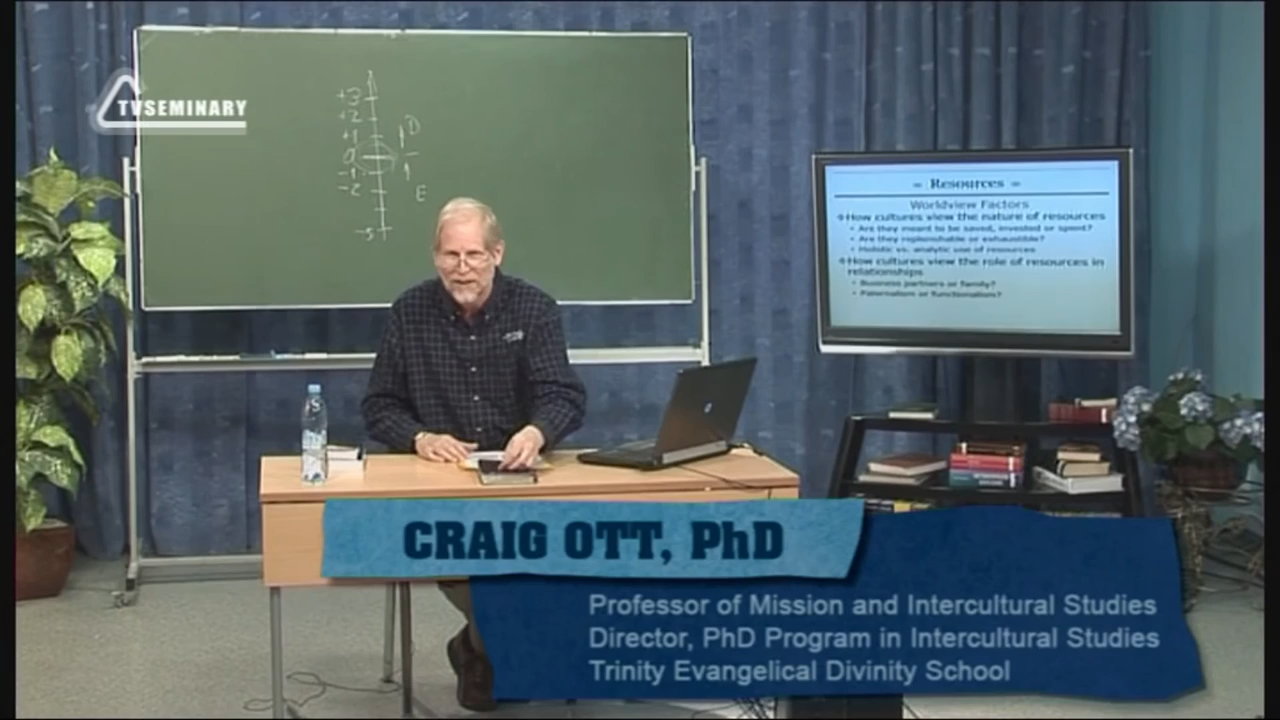 TVSEMINARY
+3
+2
+1
D
0
-1
-2
E
-5
Resources
Worldview Factors
How cultures view the nature of resources
Are they meant to be saved, invested or spent?
Are they replenishable or exhaustible?
Holistic vs. analytic use of resources
How cultures view the role of resources in
relationships
Business partners or family?
Paternalism or functionalism?
hp
CRAIG OTT, PhD
Professor of Mission and Intercultural Studies
Director, PhD Program in Intercultural Studies
Trinity Evangelical Divinity School